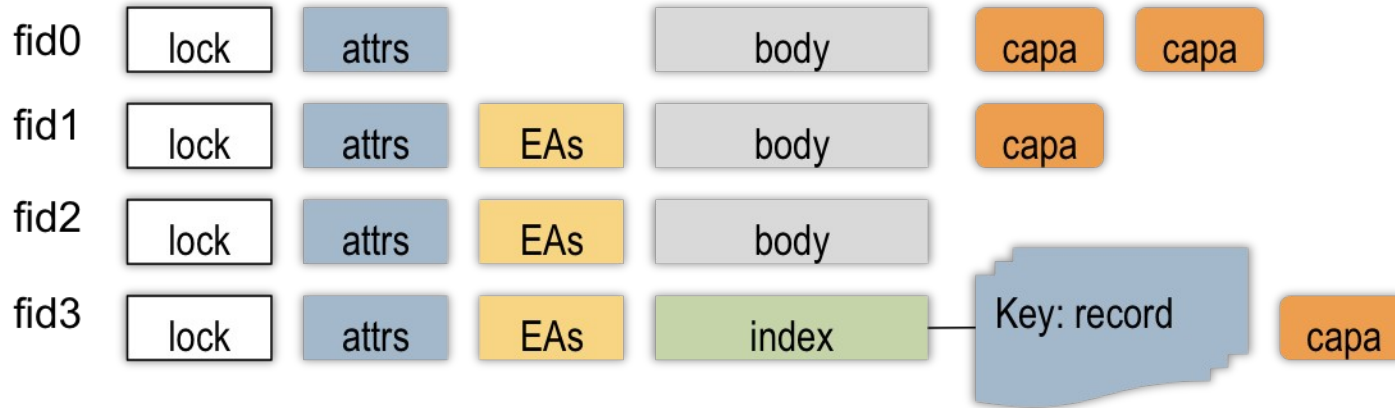 fid0 lock attrs body capa capa
fid1 lock attrs EAs body capa
fid2 lock attrs EAs body
fid3 lock attrs EAs index Key: record capa